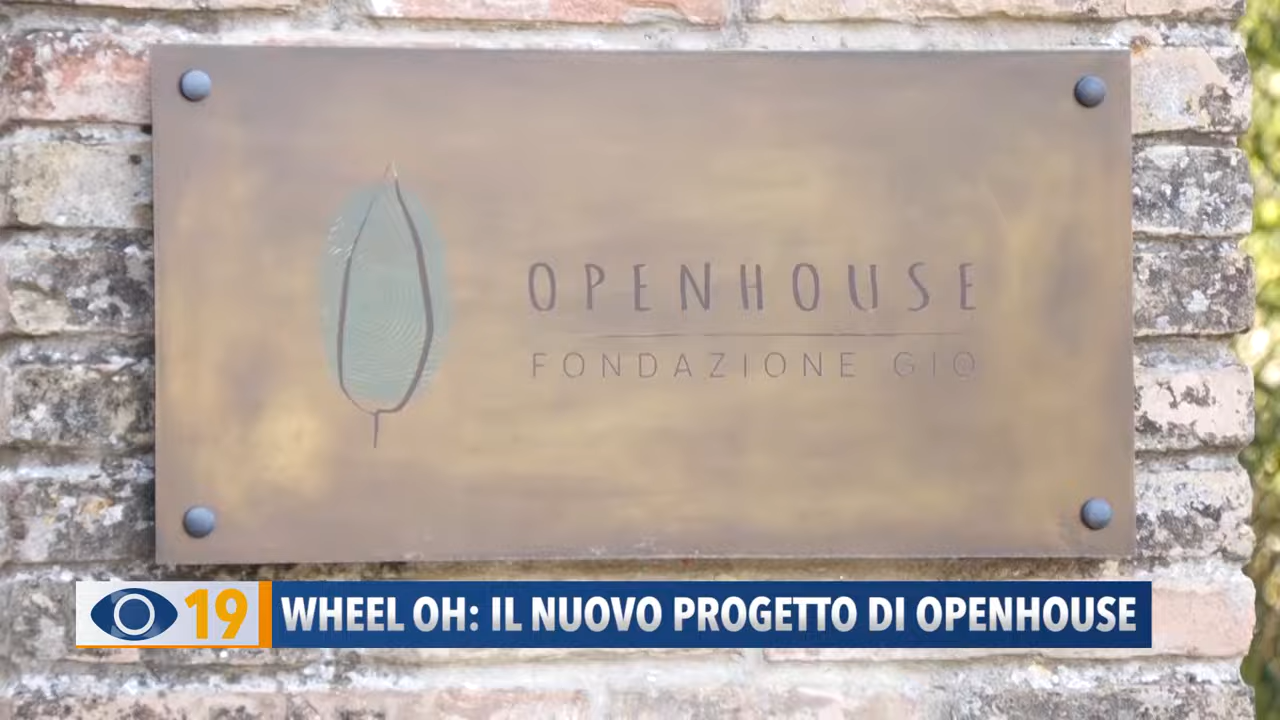 OPENHOUSE
FONDAZIONE GIO
19
WHEEL OH: IL NUOVO PROGETTO DI OPENHOUSE